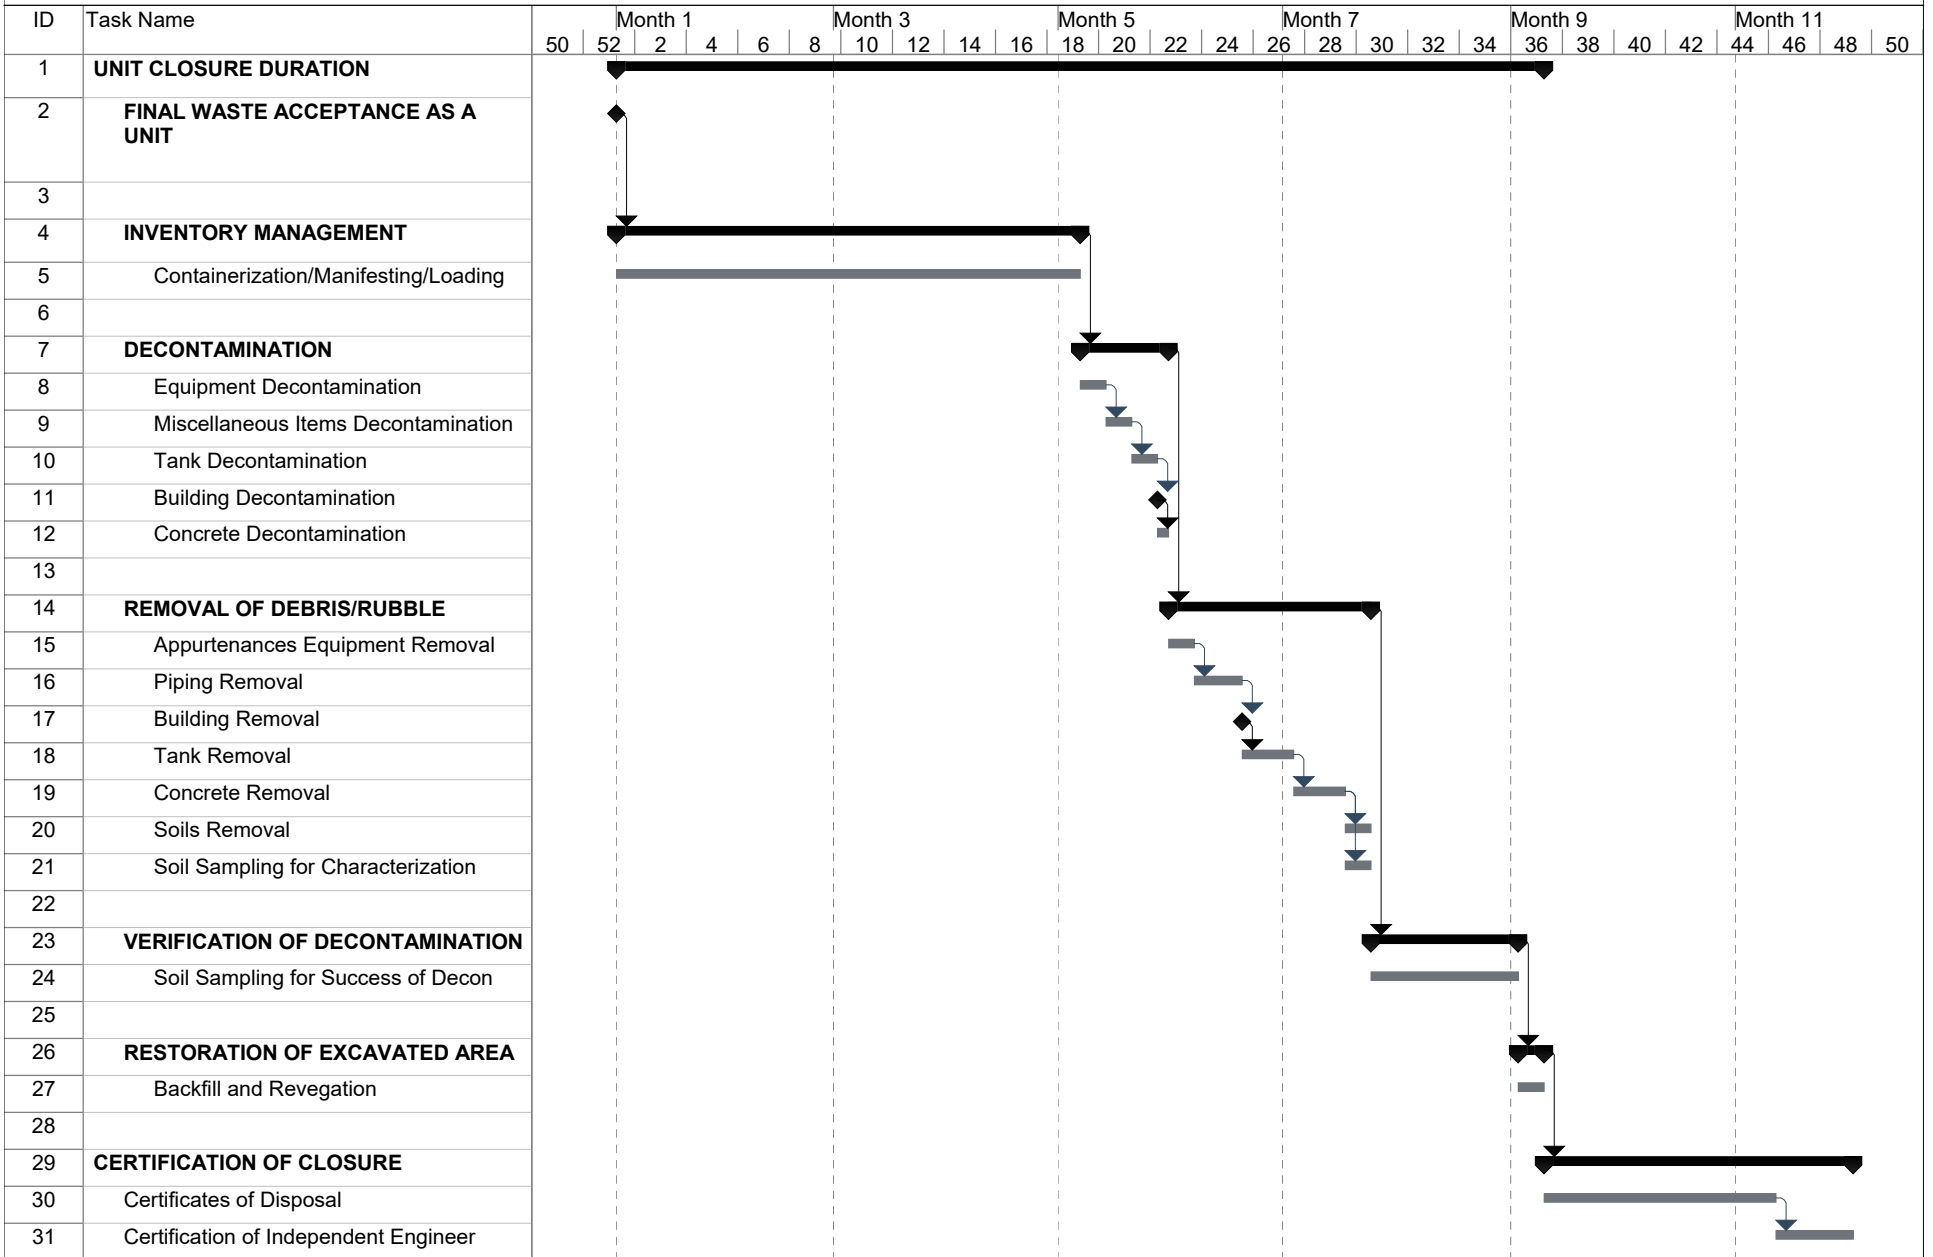 ID Task Name Month 1 Month 3 Month 5 Month 7 Month 9 Month 11
50 52 2 4 6 8 10 12 14 16 18 20 22 24 26 28 30 32 34 36 38 40 42 44 46 48 50
1 UNIT CLOSURE DURATION
2 FINAL WASTE ACCEPTANCE AS A
UNIT
3
4 INVENTORY MANAGEMENT
5 Containerization/Manifesting/Loading
6
7 DECONTAMINATION
8 Equipment Decontamination
9 Miscellaneous Items Decontamination
10 Tank Decontamination
11 Building Decontamination
12 Concrete Decontamination
13
14 REMOVAL OF DEBRIS/RUBBLE
15 Appurtenances Equipment Removal
16 Piping Removal
17 Building Removal
18 Tank Removal
19 Concrete Removal
20 Soils Removal
21 Soil Sampling for Characterization
22
23 VERIFICATION OF DECONTAMINATION
24 Soil Sampling for Success of Decon
25
26 RESTORATION OF EXCAVATED AREA
27 Backfill and Revegation
28
29 CERTIFICATION OF CLOSURE
30 Certificates of Disposal
31 Certification of Independent Engineer